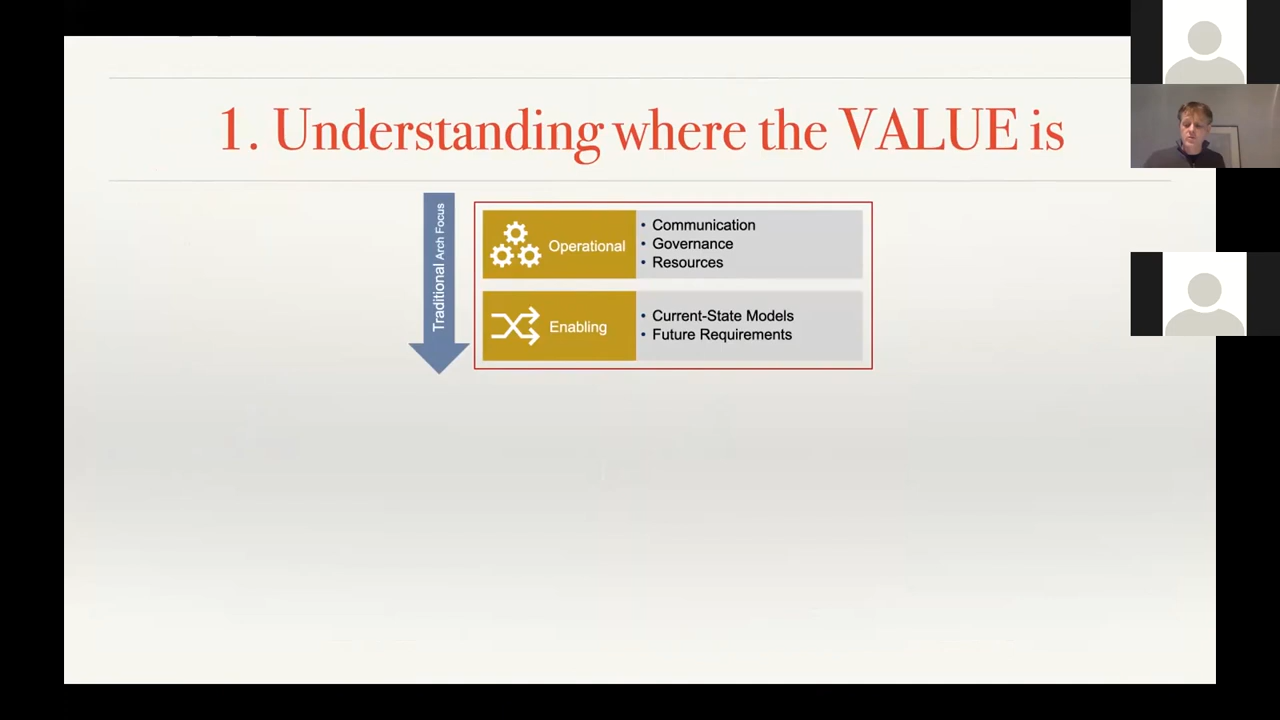 1. Understanding where the VALUE is
Traditional Arch Focus
Operational
• Communication
• Governance
• Resources
Enabling
• Current-State Models
• Future Requirements